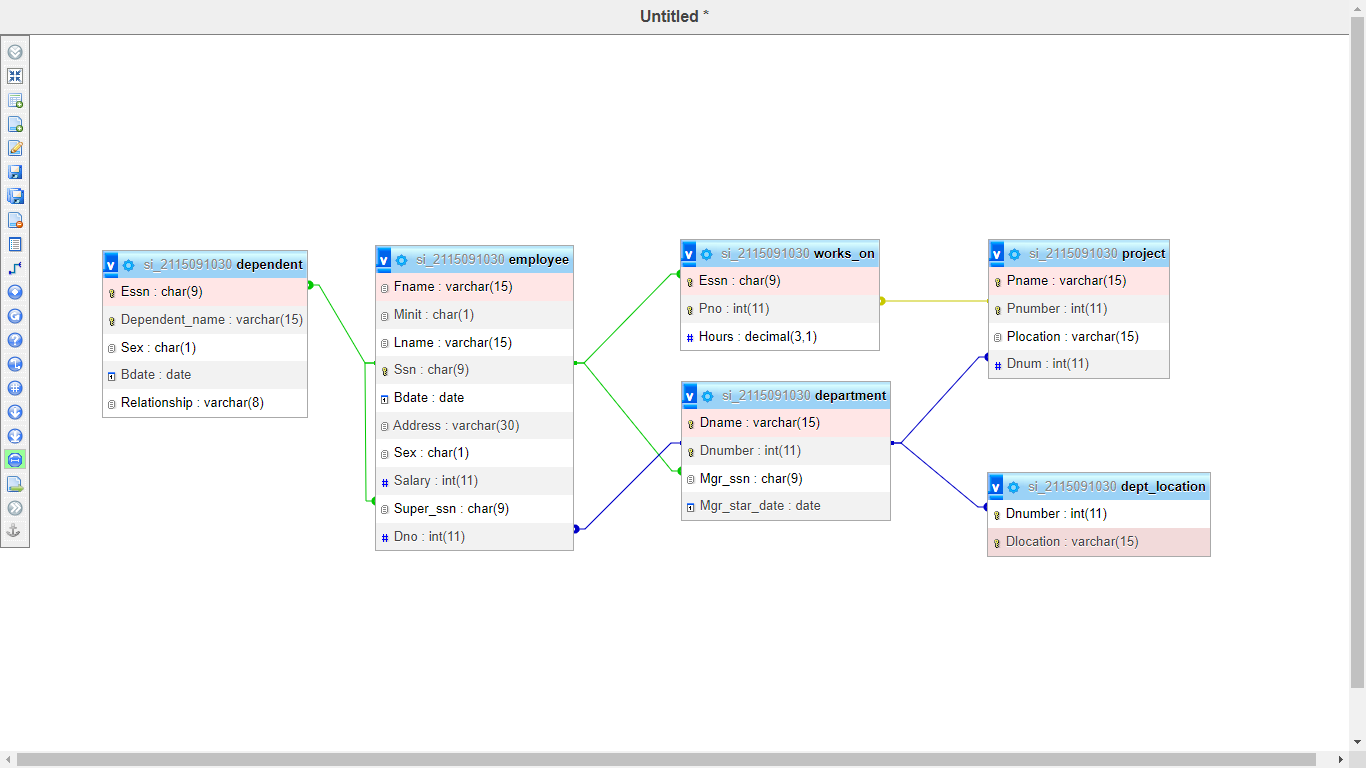 Untitled *
si_2115091030 dependent
Essn : char(9)
Dependent_name : varchar(15)
Sex : char(1)
Bdate : date
Relationship : varchar(8)
si_2115091030 employee
Fname : varchar(15)
Minit : char(1)
Lname : varchar(15)
Ssn : char(9)
Bdate : date
Address : varchar(30)
Sex : char(1)
Salary : int(11)
Super_ssn : char(9)
Dno : int(11)
si_2115091030 works_on
Essn : char(9)
Pno : int(11)
Hours : decimal(3,1)
si_2115091030 department
Dname : varchar(15)
Dnumber : int(11)
Mgr_ssn : char(9)
Mgr_star_date : date
si_2115091030 project
Pname : varchar(15)
Pnumber : int(11)
Plocation : varchar(15)
Dnum : int(11)
si_2115091030 dept_location
Dnumber : int(11)
Dlocation : varchar(15)